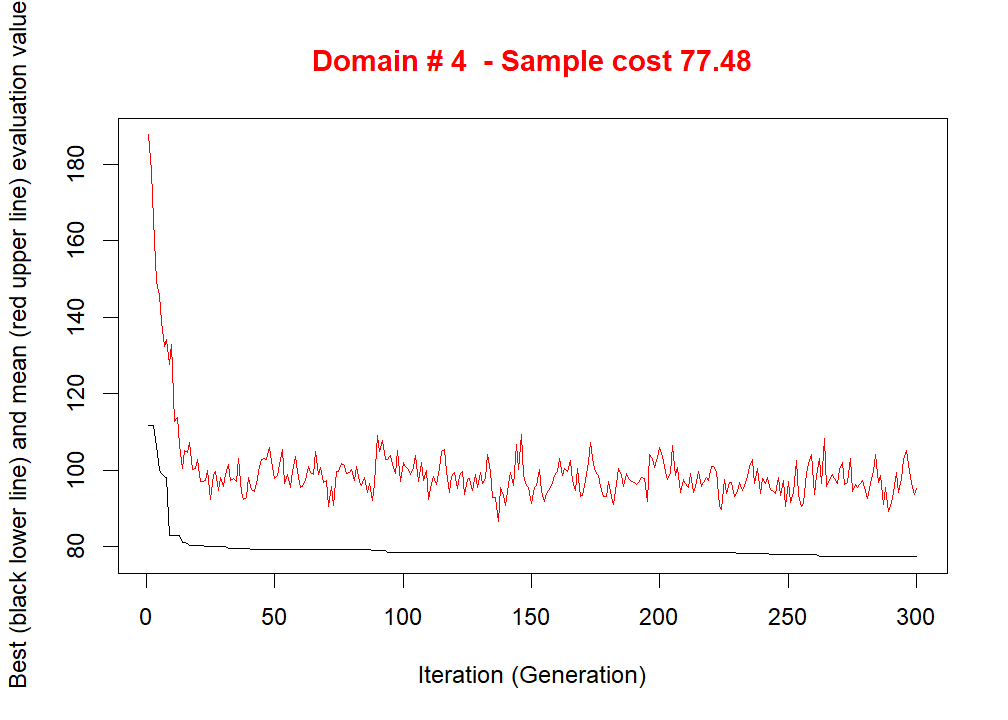 Domain # 4  - Sample cost 77.48
Best (black lower line) and mean (red upper line) evaluation value
180
160
140
120
100
80
0 50 100 150 200 250 300
Iteration (Generation)